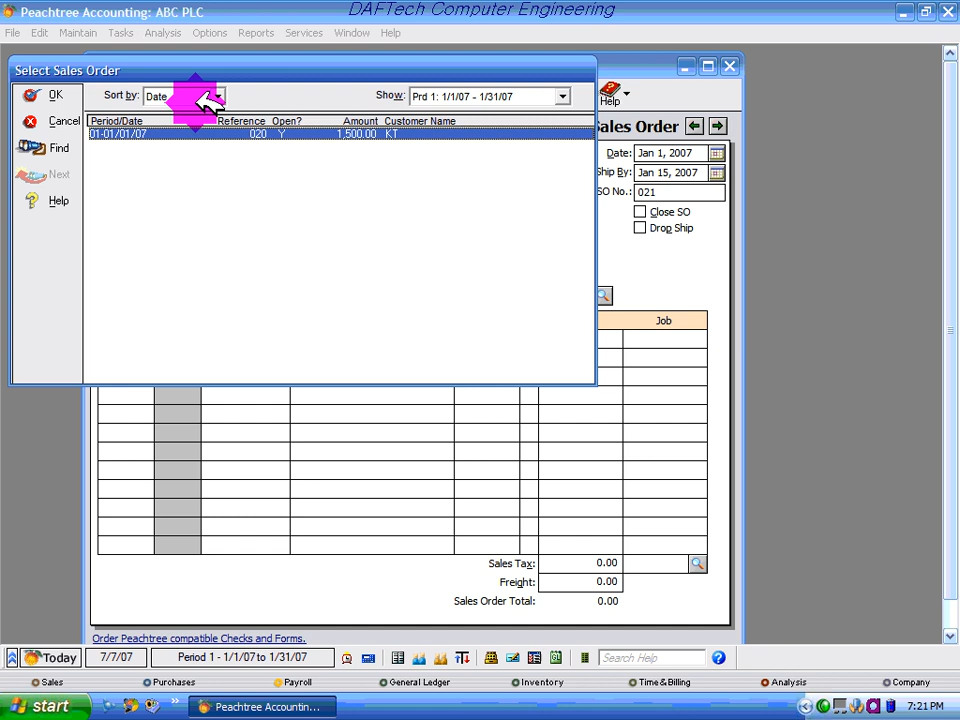 Peachtree Accounting: ABC PLC
DAFTech Computer Engineering
File Edit Maintain Tasks Analysis Options Reports Services Window Help
Select Sales Order
OK
Sort by: Date
Show: Prd 1: 1/1/07 - 1/31/07
Help
Period/Date Reference Open? Amount Customer Name
01-01/01/07 020 Y 1,500.00 KT
Cancel
Find
Next
Help
ales Order
Date: Jan 1, 2007
hip By: Jan 15, 2007
SO No.: 021
Close SO
Drop Ship
Job
Sales Tax: 0.00
Freight: 0.00
Sales Order Total: 0.00
Order Peachtree compatible Checks and Forms.
Today 7/7/07 Period 1 - 1/1/07 to 1/31/07 Search Help
Sales Purchases Payroll General Ledger Inventory Time & Billing Analysis Company
start Peachtree Accountin... 7:21 PM